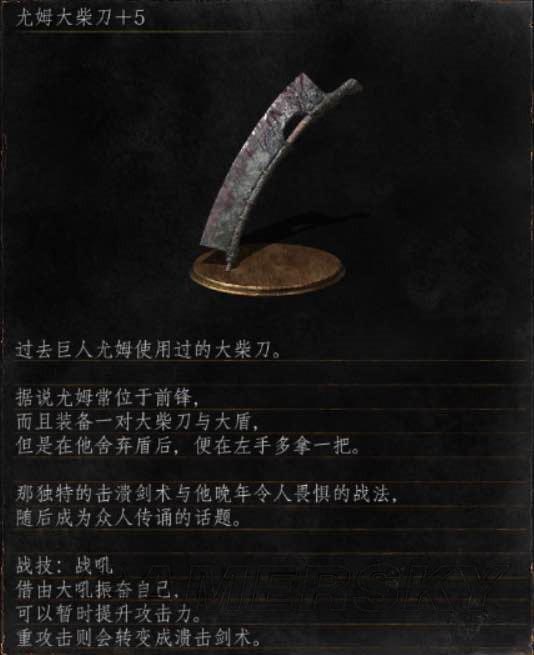 尤姆大柴刀+5
过去巨人尤姆使用过的大柴刀。
据说尤姆常位于前锋，
而且装备一对大柴刀与大盾，
但是在他舍弃盾后，便在左手多拿一把。
那独特的击溃剑术与他晚年令人畏惧的战法，
随后成为众人传诵的话题。
战技：战吼
借由大吼振奋自己，
可以暂时提升攻击力。
重攻击则会转变成溃击剑术。
GAMERSKY